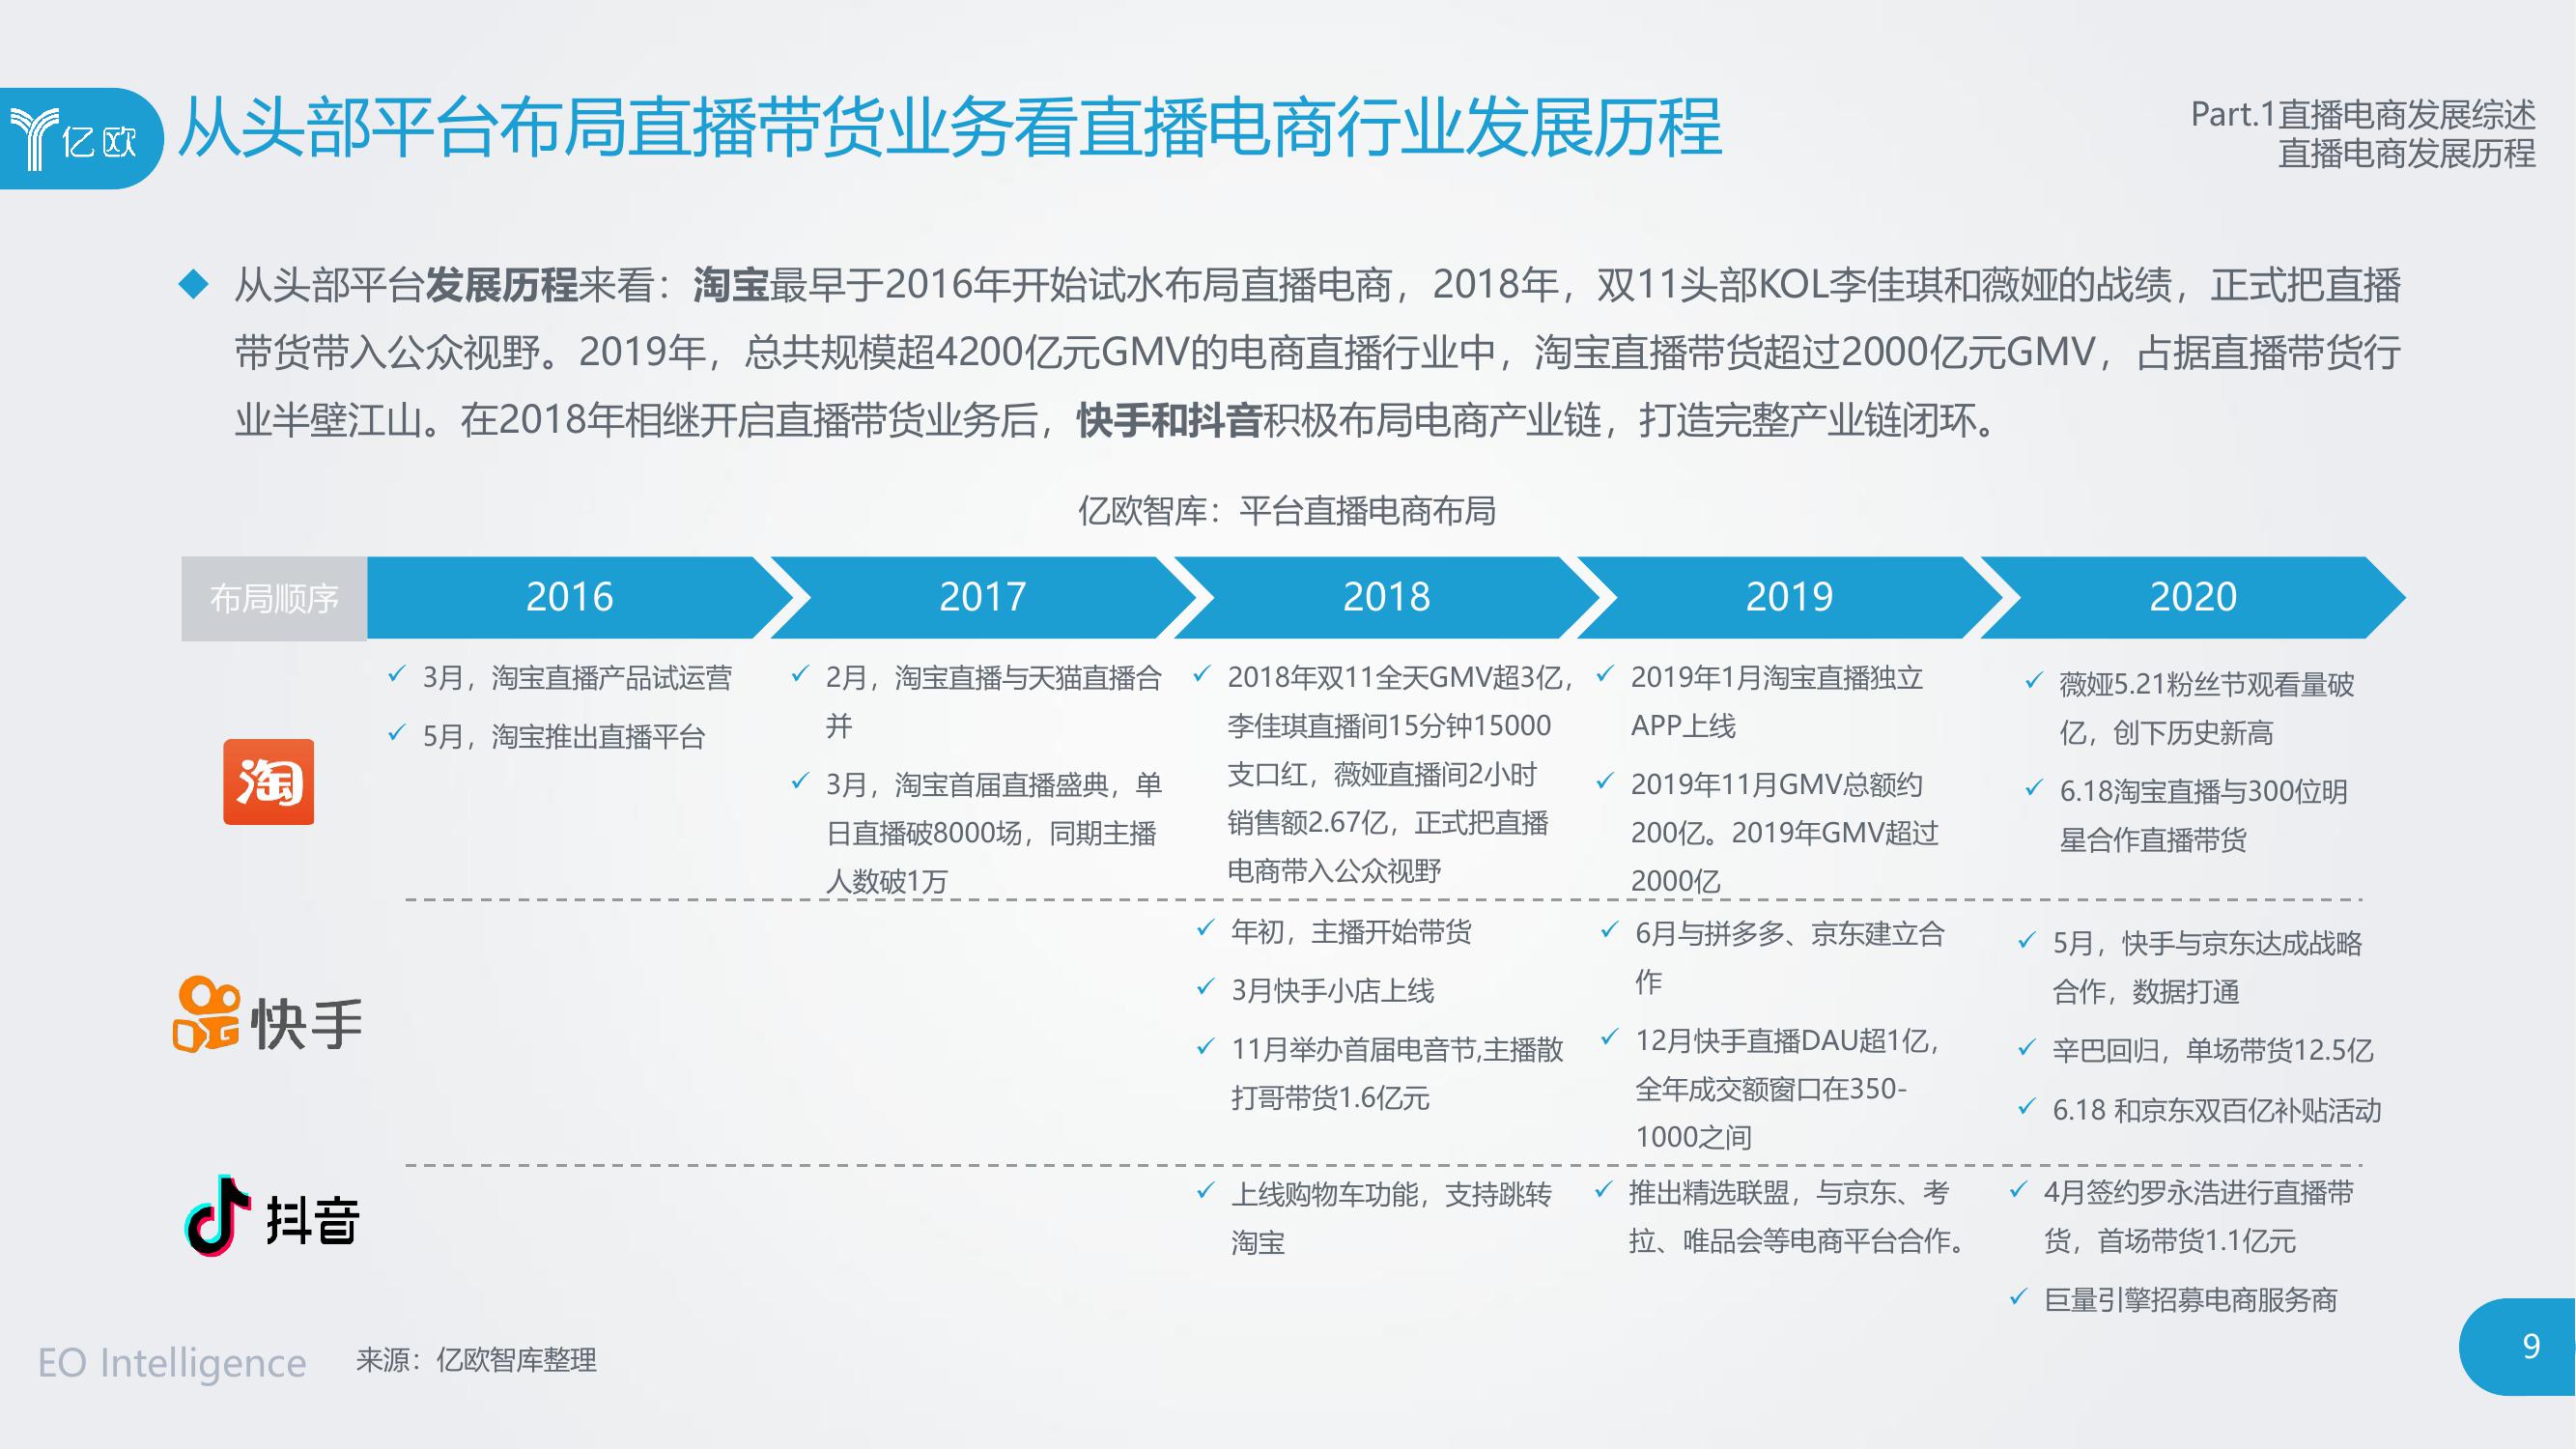 亿欧
从头部平台布局直播带货业务看直播电商行业发展历程
Part.1直播电商发展综述
直播电商发展历程
从头部平台发展历程来看：淘宝最早于2016年开始试水布局直播电商，2018年，双11头部KOL李佳琪和薇娅的战绩，正式把直播
带货带入公众视野。2019年，总共规模超4200亿元GMV的电商直播行业中，淘宝直播带货超过2000亿元GMV，占据直播带货行
业半壁江山。在2018年相继开启直播带货业务后，快手和抖音积极布局电商产业链，打造完整产业链闭环。
亿欧智库：平台直播电商布局
布局顺序
2016
2017
2018
2019
2020
淘
✓ 3月，淘宝直播产品试运营
✓ 5月，淘宝推出直播平台
✓ 2月，淘宝直播与天猫直播合
并
✓ 3月，淘宝首届直播盛典，单
日直播破8000场，同期主播
人数破1万
✓ 2018年双11全天GMV超3亿，
李佳琪直播间15分钟15000
支口红，薇娅直播间2小时
销售额2.67亿，正式把直播
电商带入公众视野
✓ 2019年1月淘宝直播独立
APP上线
✓ 2019年11月GMV总额约
200亿。2019年GMV超过
2000亿
✓ 薇娅5.21粉丝节观看量破
亿，创下历史新高
✓ 6.18淘宝直播与300位明
星合作直播带货
快手
✓ 年初，主播开始带货
✓ 3月快手小店上线
✓ 11月举办首届电音节,主播散
打哥带货1.6亿元
✓ 6月与拼多多、京东建立合
作
✓ 12月快手直播DAU超1亿，
全年成交额窗口在350-
1000之间
✓ 5月，快手与京东达成战略
合作，数据打通
✓ 辛巴回归，单场带货12.5亿
✓ 6.18 和京东双百亿补贴活动
抖音
✓ 上线购物车功能，支持跳转
淘宝
✓ 推出精选联盟，与京东、考
拉、唯品会等电商平台合作。
✓ 4月签约罗永浩进行直播带
货，首场带货1.1亿元
✓ 巨量引擎招募电商服务商
EO Intelligence
来源：亿欧智库整理
9